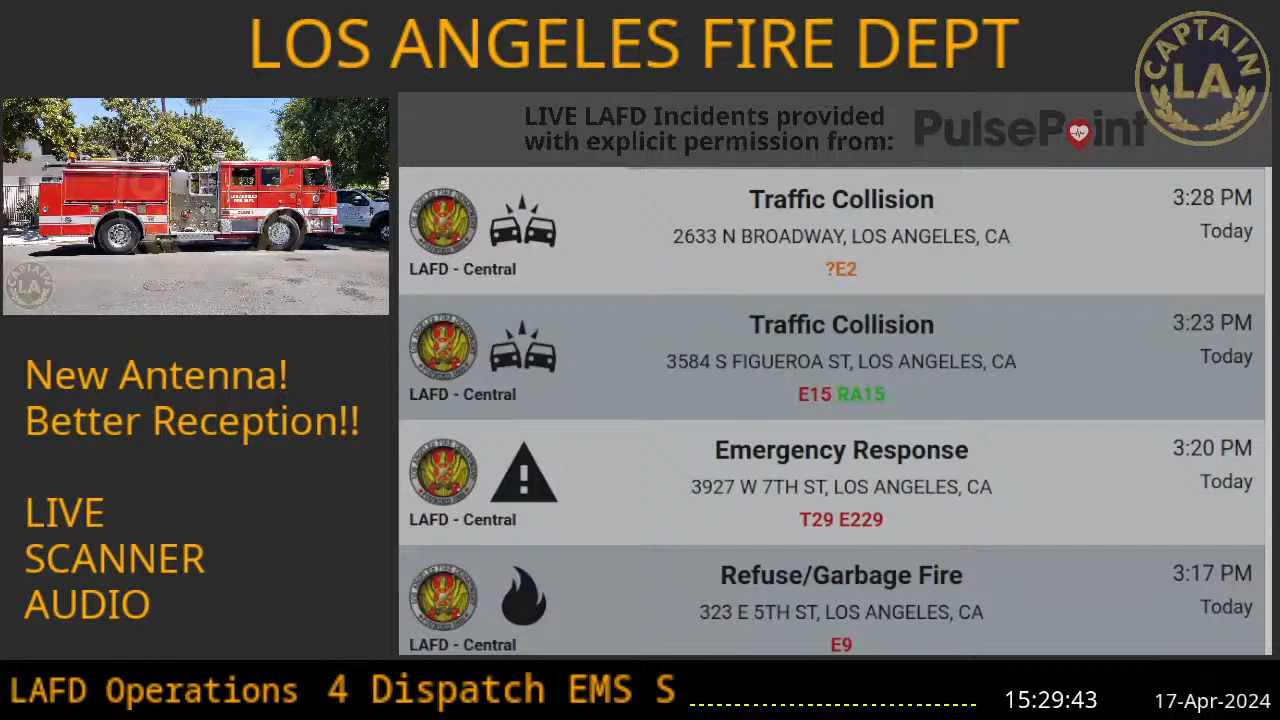 LOS ANGELES FIRE DEPT
CAPTAIN
LA
LIVE LAFD Incidents provided
with explicit permission from:
PulsePoint
Traffic Collision
3:28 PM
2633 N BROADWAY, LOS ANGELES, CA
Today
LAFD - Central
?E2
Traffic Collision
3:23 PM
3584 S FIGUEROA ST, LOS ANGELES, CA
Today
LAFD - Central
E15 RA15
Emergency Response
3:20 PM
3927 W 7TH ST, LOS ANGELES, CA
Today
LAFD - Central
T29 E229
Refuse/Garbage Fire
3:17 PM
323 E 5TH ST, LOS ANGELES, CA
Today
LAFD - Central
E9
CAPTAIN
LA
New Antenna!
Better Reception!!
LIVE
SCANNER
AUDIO
LAFD Operations 4 Dispatch EMS S
15:29:43
17-Apr-2024